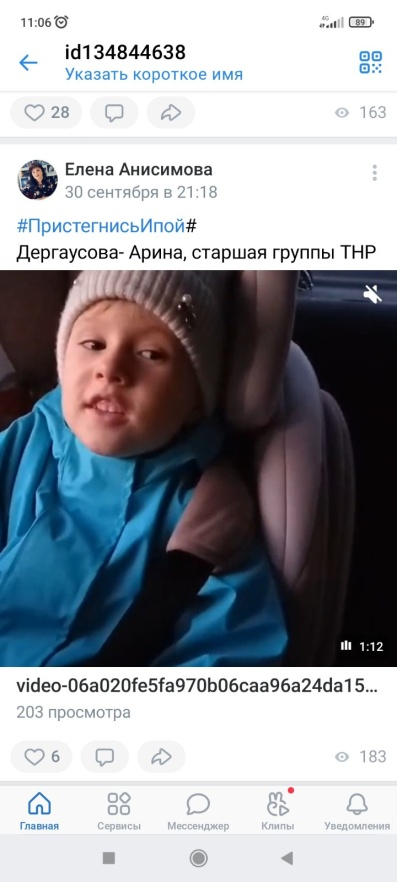 11:06
4G
89
id134844638
Указать короткое имя
28
163
Елена Анисимова
30 сентября в 21:18
#ПристегнисьИпой#
Дергаусова- Арина, старшая группы ТНР
1:12
video-06a020fe5fa970b06caa96a24da15...
203 просмотра
6
183
Главная
Сервисы
Мессенджер
Клипы
Уведомления